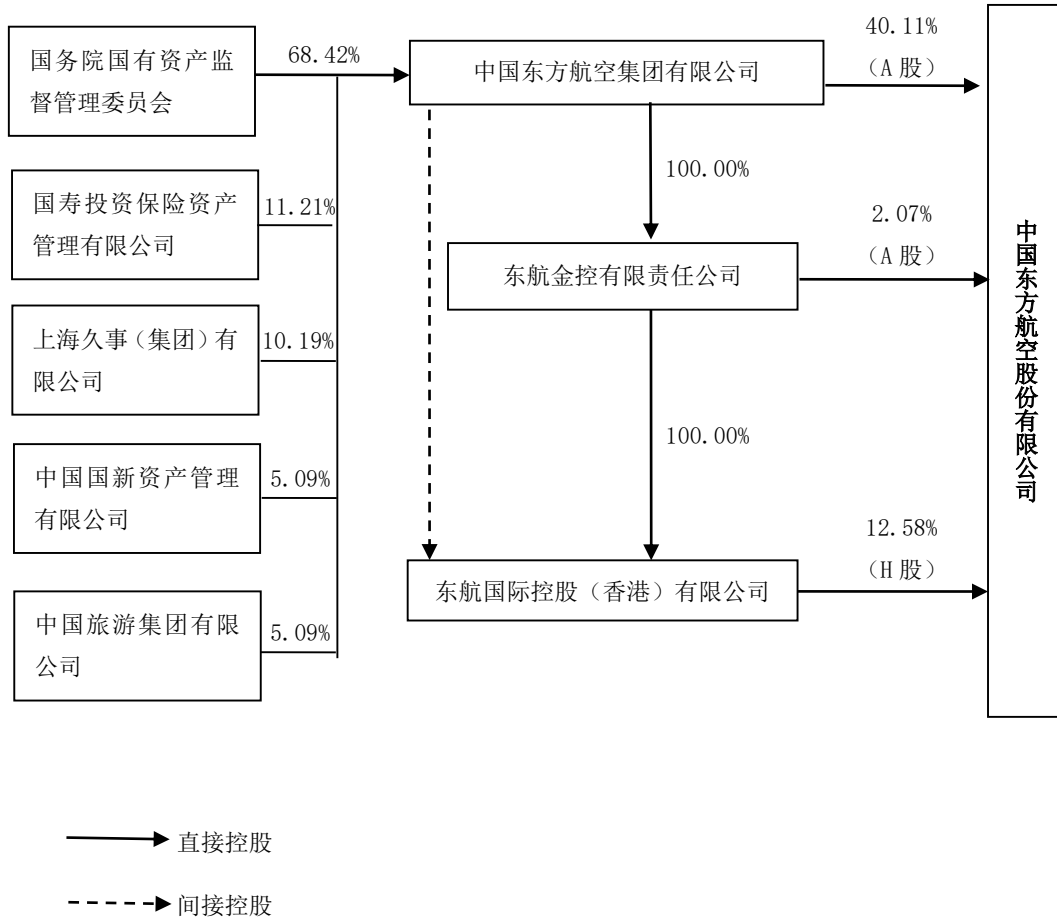 国务院国有资产监
督管理委员会
68.42%
中国东方航空集团有限公司
40.11%
（A 股）
100.00%
国寿投资保险资产
管理有限公司
11.21%
东航金控有限责任公司
2.07%
（A 股）
上海久事（集团）有
限公司
10.19%
100.00%
中国国新资产管理
有限公司
5.09%
东航国际控股（香港）有限公司
12.58%
（H 股）
中国旅游集团有限
公司
5.09%
中国东方航空股份有限公司
直接控股
间接控股